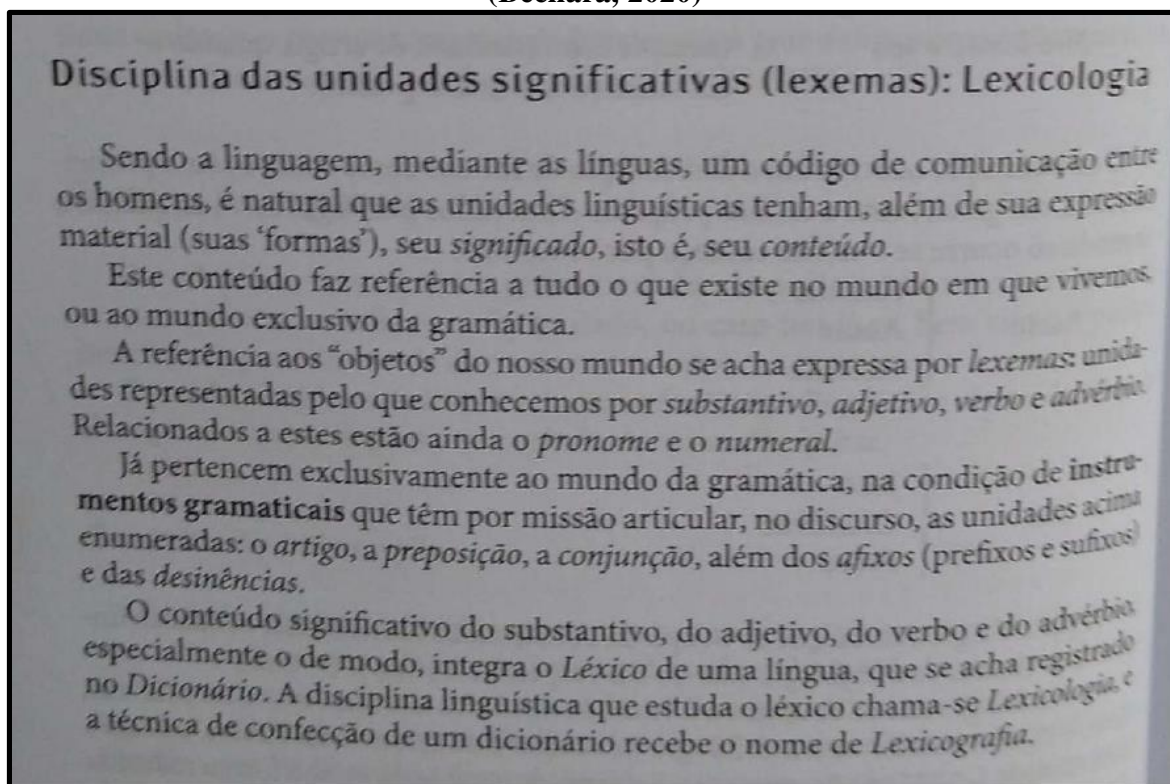 Disciplina das unidades significativas (lexemas): Lexicologia
Sendo a linguagem, mediante as línguas, um código de comunicação entre
os homens, é natural que as unidades linguísticas tenham, além de sua expressão
material (suas ‘formas’), seu significado, isto é, seu conteúdo.
Este conteúdo faz referência a tudo o que existe no mundo em que vivemos,
ou ao mundo exclusivo da gramática.
A referência aos “objetos” do nosso mundo se acha expressa por lexemas: unida-
des representadas pelo que conhecemos por substantivo, adjetivo, verbo e advérbio.
Relacionados a estes estão ainda o pronome e o numeral.
Já pertencem exclusivamente ao mundo da gramática, na condição de instru-
mentos gramaticais que têm por missão articular, no discurso, as unidades acima
enumeradas: o artigo, a preposição, a conjunção, além dos afixos (prefixos e sufixos)
e das desinências.
O conteúdo significativo do substantivo, do adjetivo, do verbo e do advérbio,
especialmente o de modo, integra o Léxico de uma língua, que se acha registrado
no Dicionário. A disciplina linguística que estuda o léxico chama-se Lexicologia, e
a técnica de confecção de um dicionário recebe o nome de Lexicografia.